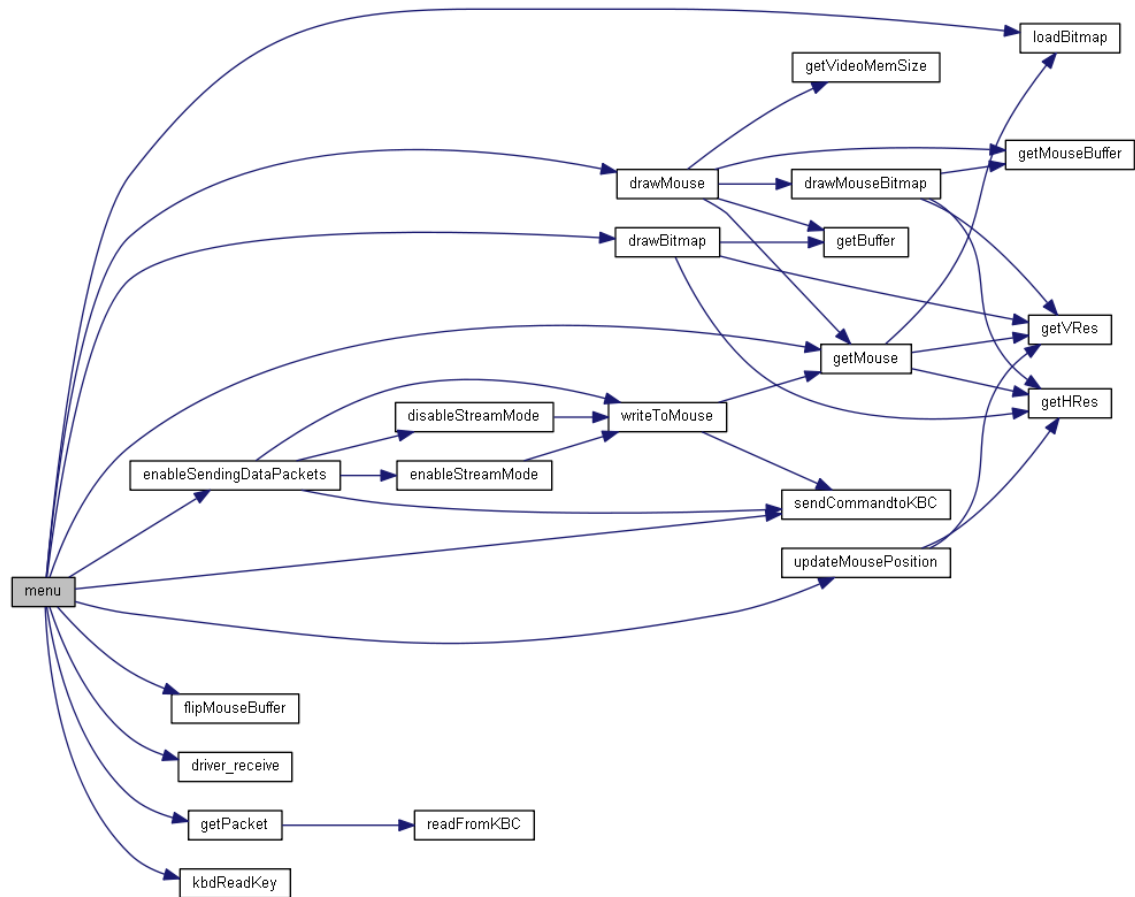 loadBitmap
getVideoMemSize
getMouseBuffer
drawMouse
drawMouseBitmap
drawBitmap
getBuffer
getVRes
getMouse
getHRes
disableStreamMode
writeToMouse
enableSendingDataPackets
enableStreamMode
sendCommandtoKBC
updateMousePosition
menu
flipMouseBuffer
driver_receive
getPacket
readFromKBC
kbdReadKey